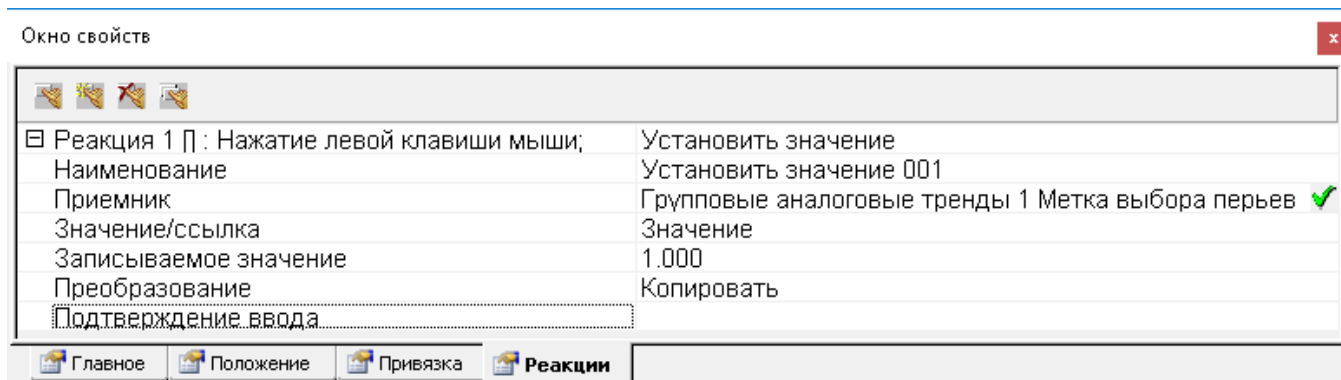 Окно свойств
x
Реакция 1 ∏ : Нажатие левой клавиши мыши; Установить значение
Наименование Установить значение 001
Приемник Групповые аналоговые тренды 1 Метка выбора перьев
Значение/ссылка Значение
Записываемое значение 1.000
Преобразование Копировать
Подтверждение ввода
Главное Положение Привязка Реакции